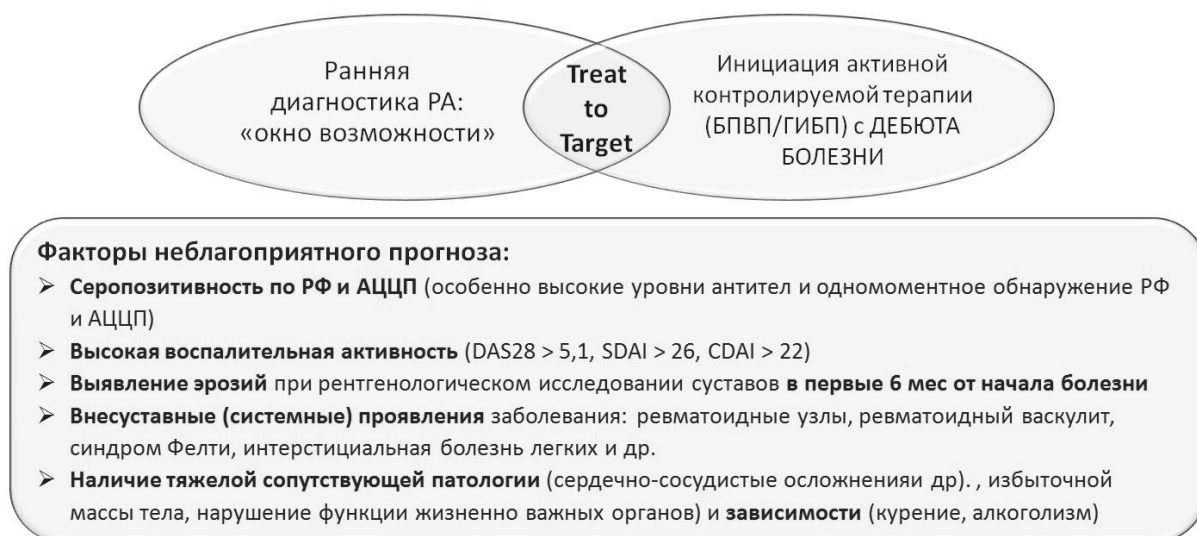 Ранняя
диагностика РА:
«окно возможности»
Treat
to
Target
Инициация активной
контролируемой терапии
(БПВП/ГИБП) с ДЕБЮТА
БОЛЕЗНИ
Факторы неблагоприятного прогноза:
➤ Серопозитивность по РФ и АЦЦП (особенно высокие уровни антител и одномоментное обнаружение РФ
и АЦЦП)
➤ Высокая воспалительная активность (DAS28 > 5,1, SDAI > 26, CDAI > 22)
➤ Выявление эрозий при рентгенологическом исследовании суставов в первые 6 мес от начала болезни
➤ Внесуставные (системные) проявления заболевания: ревматоидные узлы, ревматоидный васкулит,
синдром Фелти, интерстициальная болезнь легких и др.
➤ Наличие тяжелой сопутствующей патологии (сердечно-сосудистые осложненияи др). , избыточной
массы тела, нарушение функции жизненно важных органов) и зависимости (курение, алкоголизм)